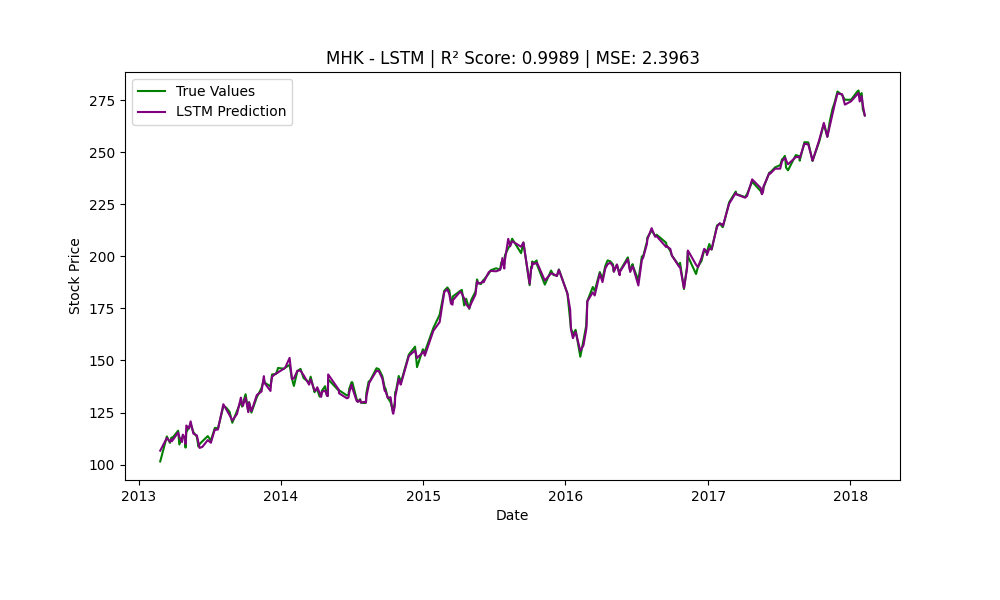 MHK - LSTM | R² Score: 0.9989 | MSE: 2.3963
True Values
LSTM Prediction
275
250
225
200
175
150
125
100
Stock Price
2013 2014 2015 2016 2017 2018
Date